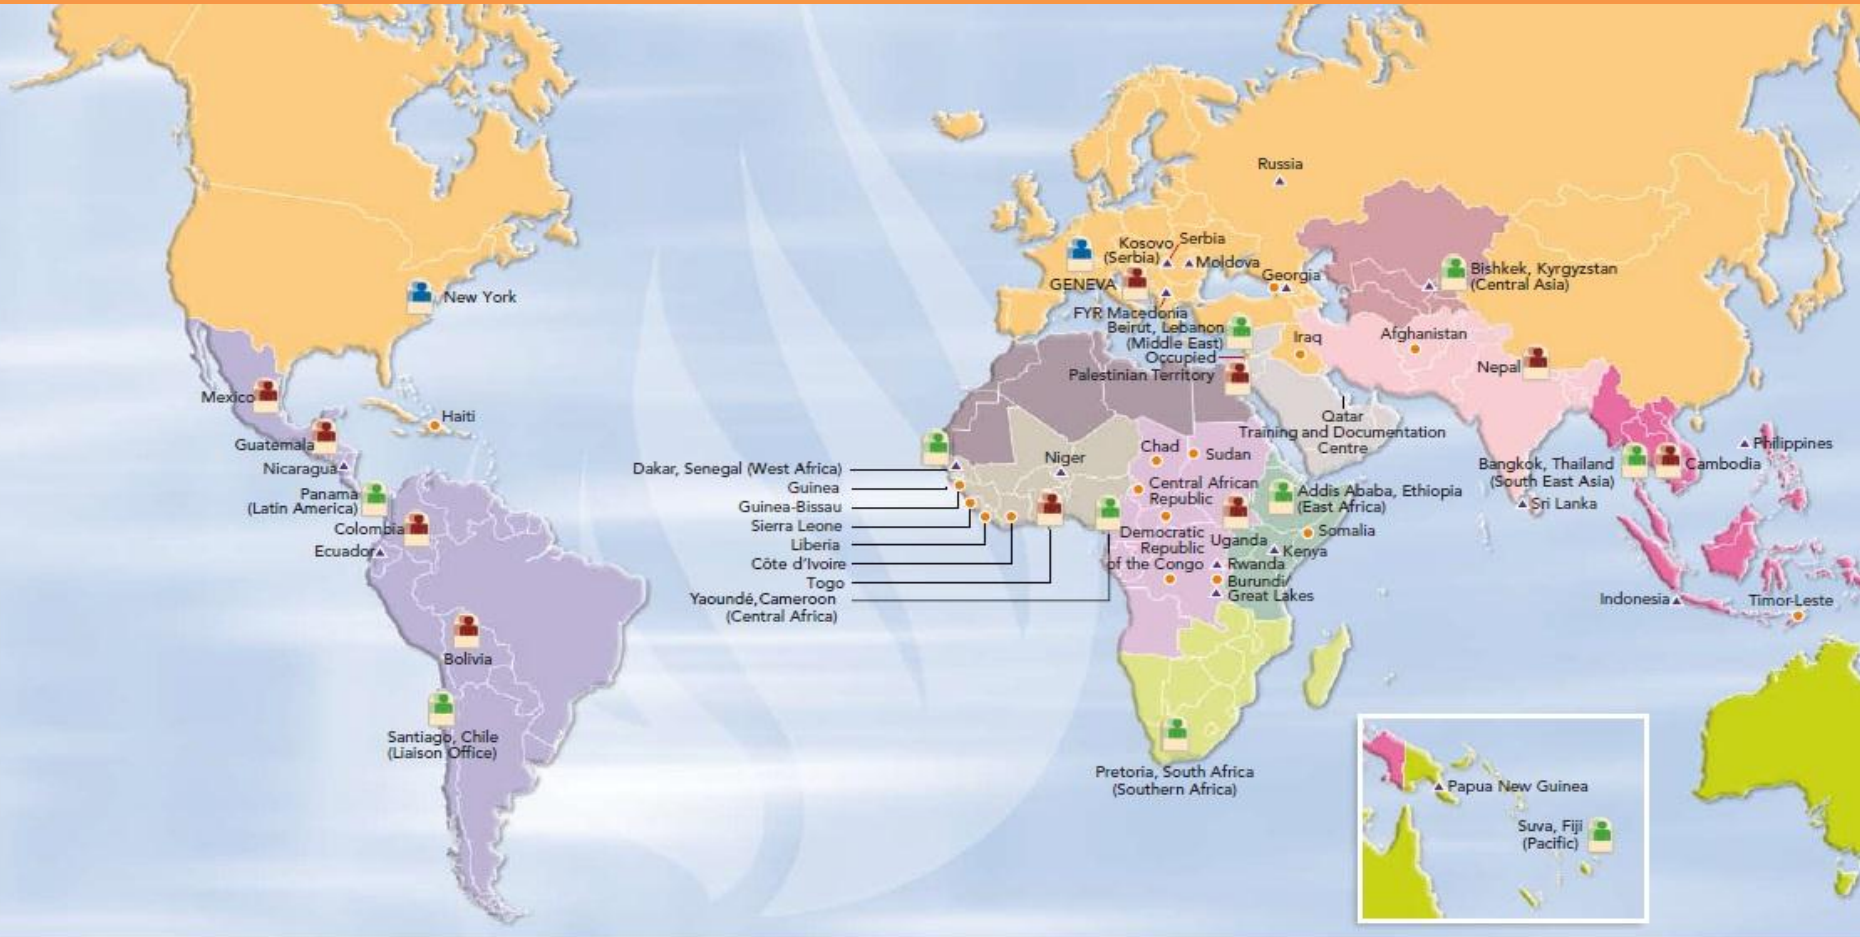 Russia
Serbia
Kosovo
(Serbia)
Moldova
GENEVA
Georgia
Bishkek, Kyrgyzstan
(Central Asia)
New York
FYR Macedonia
Beirut, Lebanon
(Middle East)
Occupied
Palestinian Territory
Iraq
Afghanistan
Nepal
Mexico
Haiti
Guatemala
Nicaragua
Panama
(Latin America)
Colombia
Ecuador
Bolivia
Santiago, Chile
(Liaison Office)
Qatar
Training and Documentation
Centre
Philippines
Bangkok, Thailand
(South East Asia)
Cambodia
Sri Lanka
Niger
Chad
Sudan
Dakar, Senegal (West Africa)
Guinea
Guinea-Bissau
Sierra Leone
Liberia
Côte d'Ivoire
Togo
Yaoundé, Cameroon
(Central Africa)
Central African
Republic
Addis Ababa, Ethiopia
(East Africa)
Democratic
Republic
of the Congo
Uganda
Somalia
Kenya
Rwanda
Burundi/
Great Lakes
Indonesia
Timor-Leste
Pretoria, South Africa
(Southern Africa)
Papua New Guinea
Suva, Fiji
(Pacific)